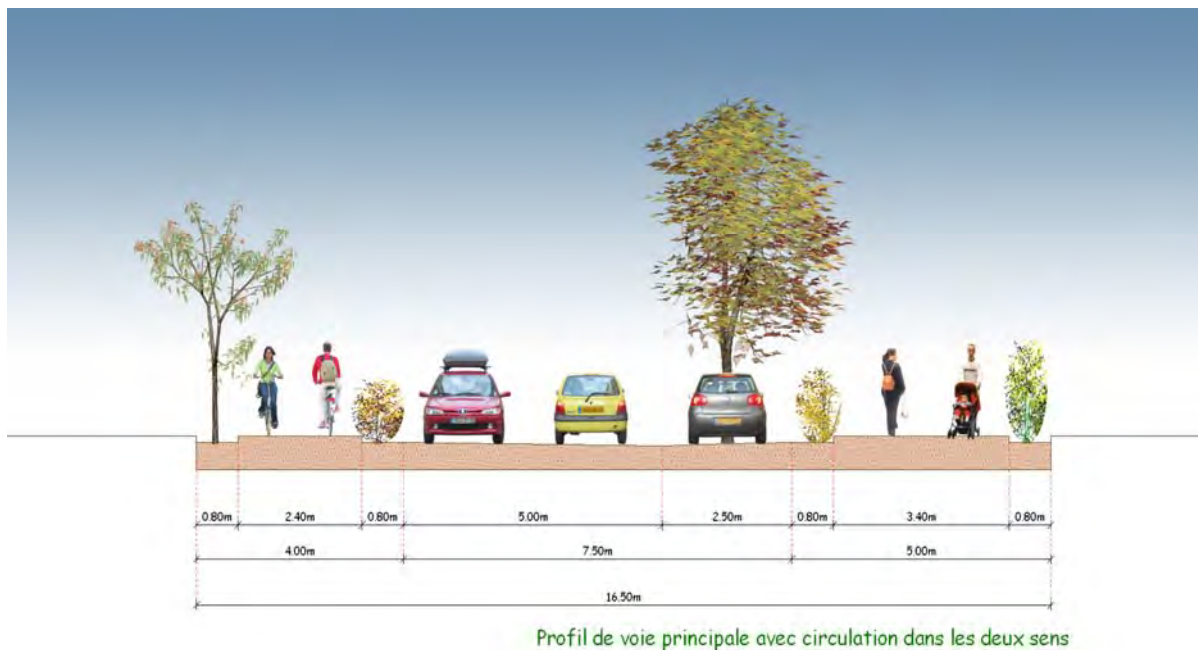 0.80m 2.40m 0.80m 5.00m 2.50m 0.80m 3.40m 0.80m
4.00m 7.50m 5.00m
16.50m
Profil de voie principale avec circulation dans les deux sens